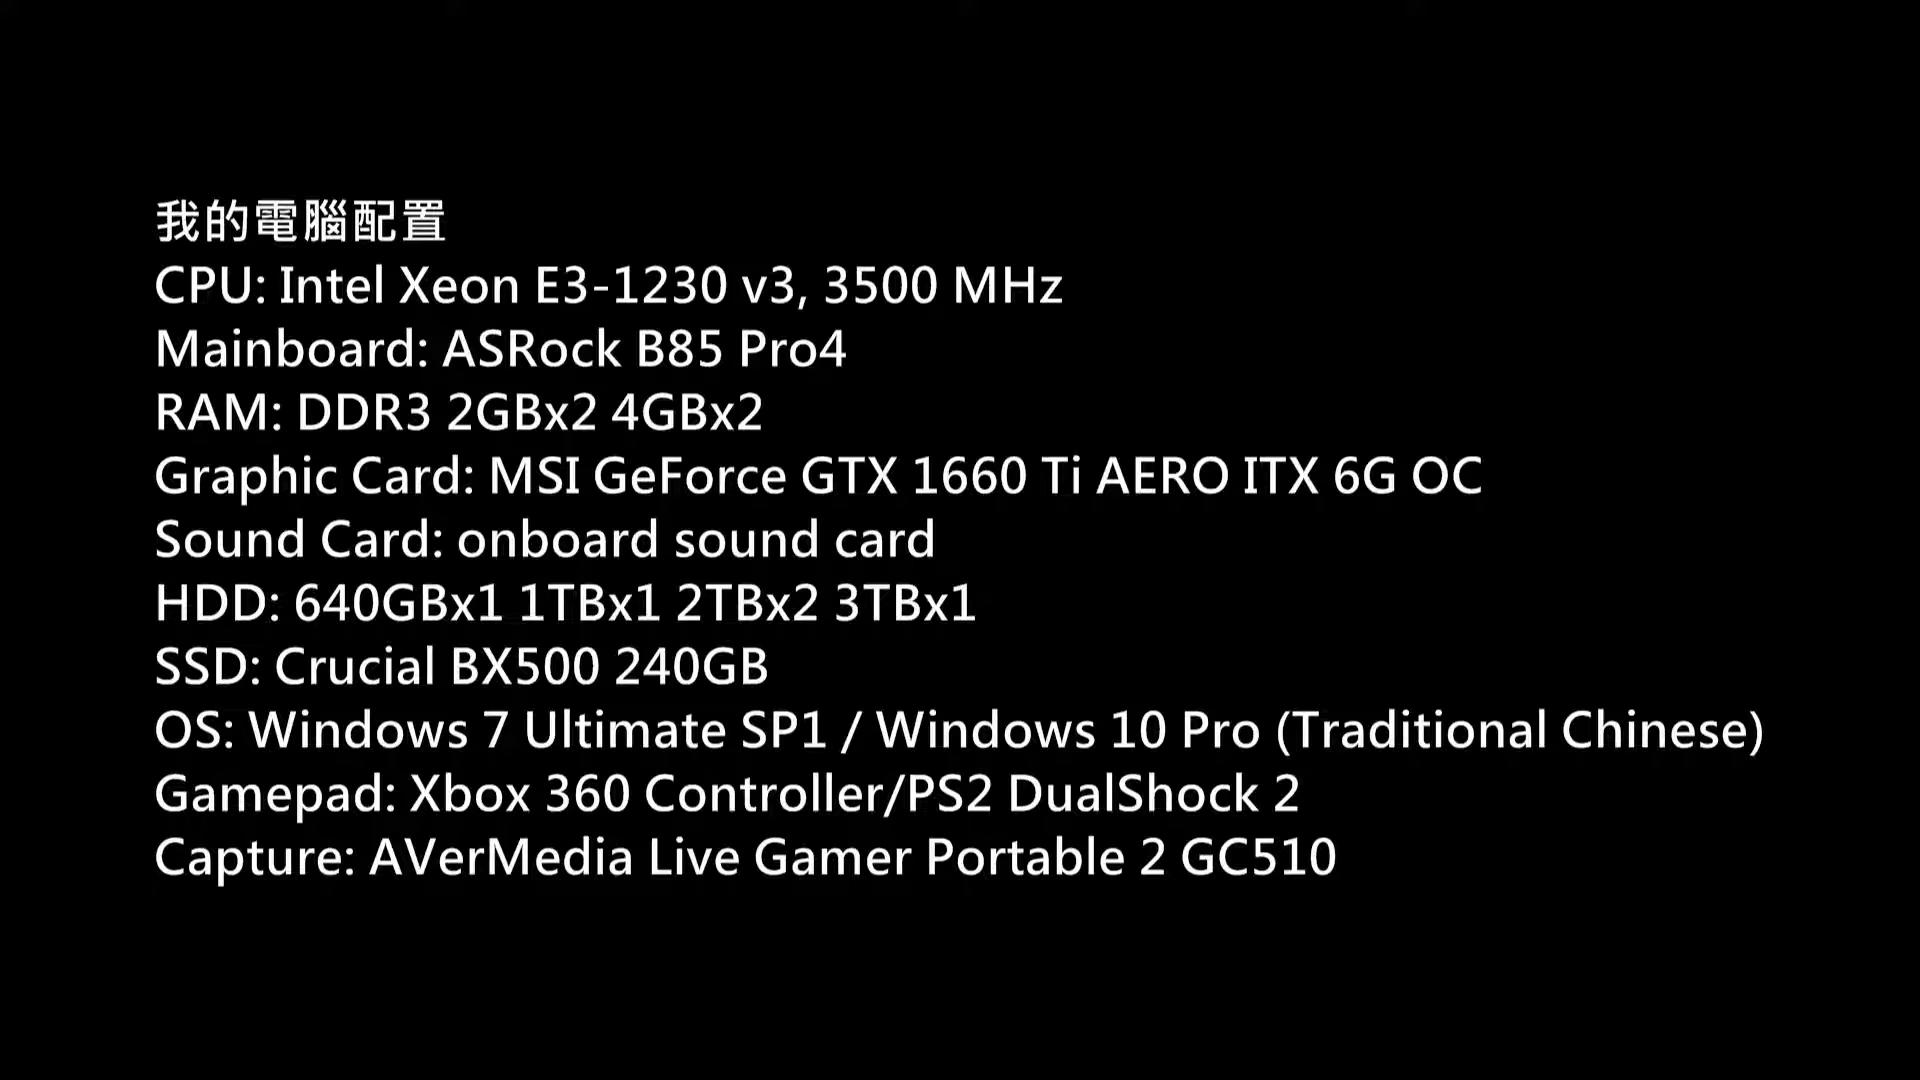 我的電腦配置
CPU: Intel Xeon E3-1230 v3, 3500 MHz
Mainboard: ASRock B85 Pro4
RAM: DDR3 2GBx2 4GBx2
Graphic Card: MSI GeForce GTX 1660 Ti AERO ITX 6G OC
Sound Card: onboard sound card
HDD: 640GBx1 1TBx1 2TBx2 3TBx1
SSD: Crucial BX500 240GB
OS: Windows 7 Ultimate SP1 / Windows 10 Pro (Traditional Chinese)
Gamepad: Xbox 360 Controller/PS2 DualShock 2
Capture: AVerMedia Live Gamer Portable 2 GC510